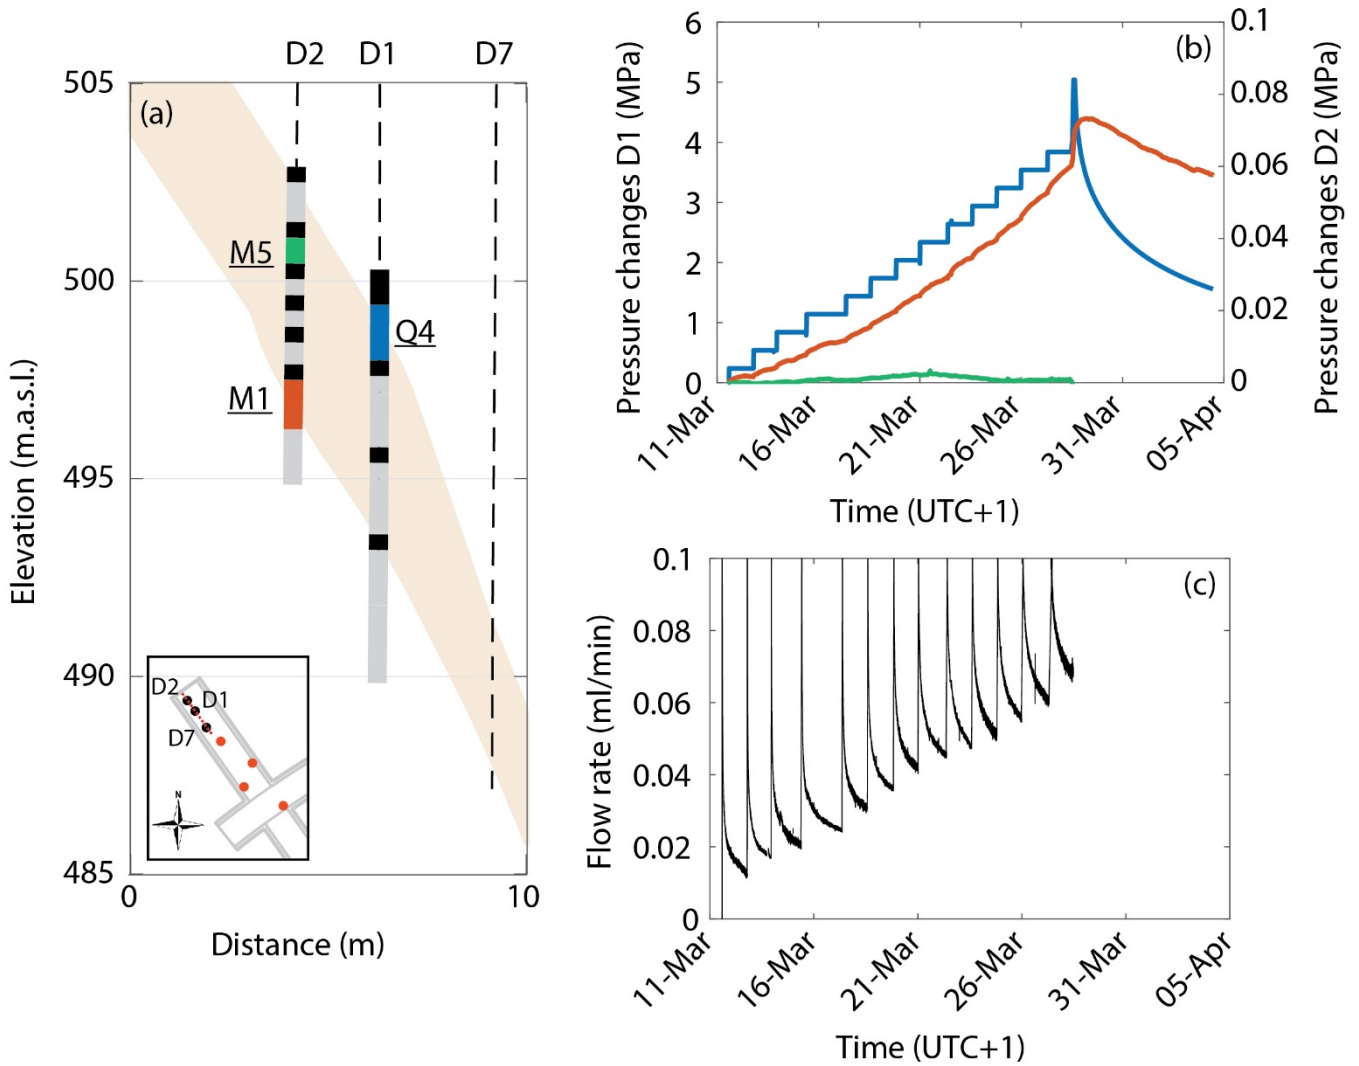 D2 D1 D7
505
(a)
M5
500
Q4
M1
495
490
485
0
10
Elevation (m.a.s.l.)
Distance (m)
D2
D1
D7
N
(b)
6
5
4
3
2
1
0
0.1
0.08
0.06
0.04
0.02
0
Pressure changes D1 (MPa)
Pressure changes D2 (MPa)
11-Mar
16-Mar
21-Mar
26-Mar
31-Mar
05-Apr
Time (UTC+1)
(c)
0.1
0.08
0.06
0.04
0.02
0
Flow rate (ml/min)
11-Mar
16-Mar
21-Mar
26-Mar
31-Mar
05-Apr
Time (UTC+1)